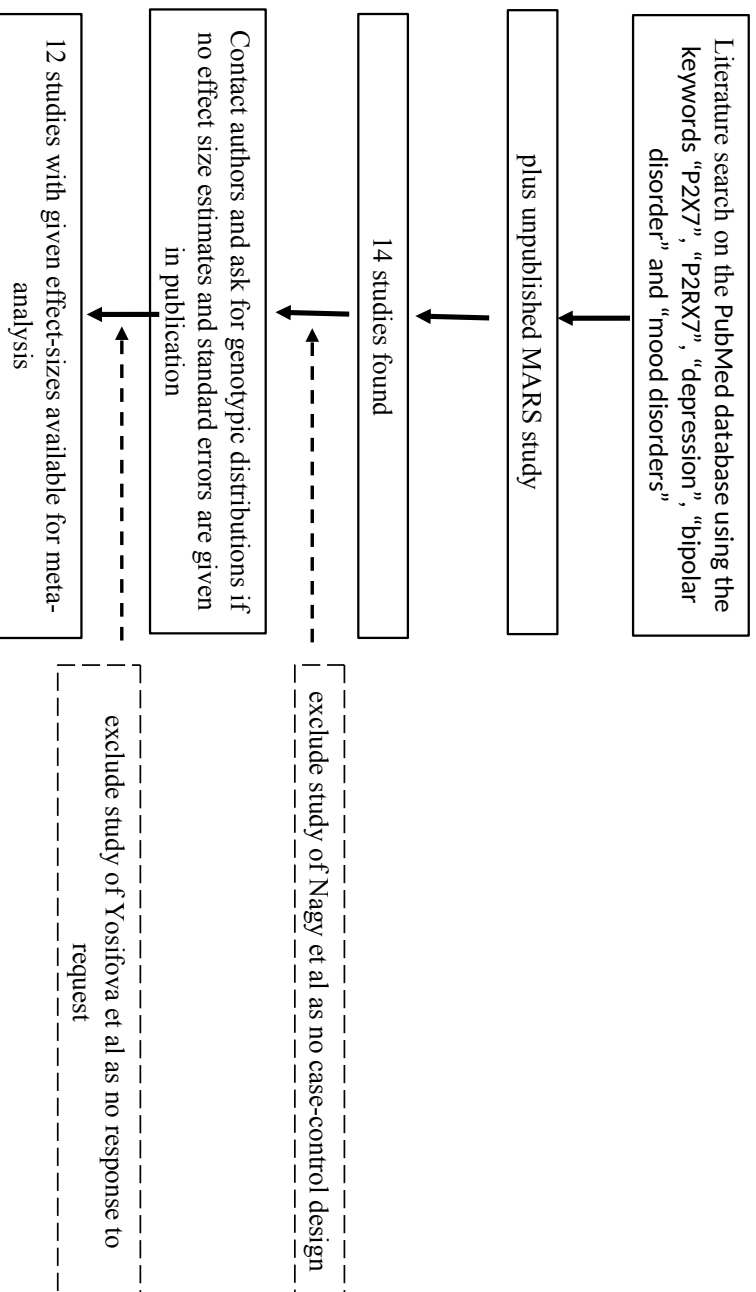 Literature search on the PubMed database using the
keywords “P2X7”, “P2RX7”, “depression”, “bipolar
disorder” and “mood disorders”
plus unpublished MARS study
14 studies found
exclude study of Nagy et al as no case-control design
Contact authors and ask for genotypic distributions if
no effect size estimates and standard errors are given
in publication
exclude study of Yosifova et al as no response to
request
12 studies with given effect-sizes available for meta-
analysis